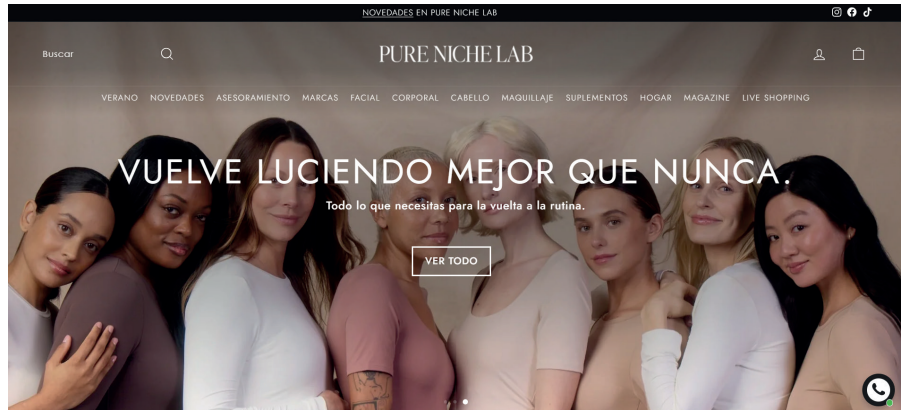 NOVEDADES EN PURE NICHE LAB
Buscar
PURE NICHE LAB
VERANO NOVEDADES ASESORAMIENTO MARCAS FACIAL CORPORAL CABELLO MAQUILLAJE SUPLEMENTOS HOGAR MAGAZINE LIVE SHOPPING
VUELVE LUCIENDO MEJOR QUE NUNCA.
Todo lo que necesitas para la vuelta a la rutina.
VER TODO